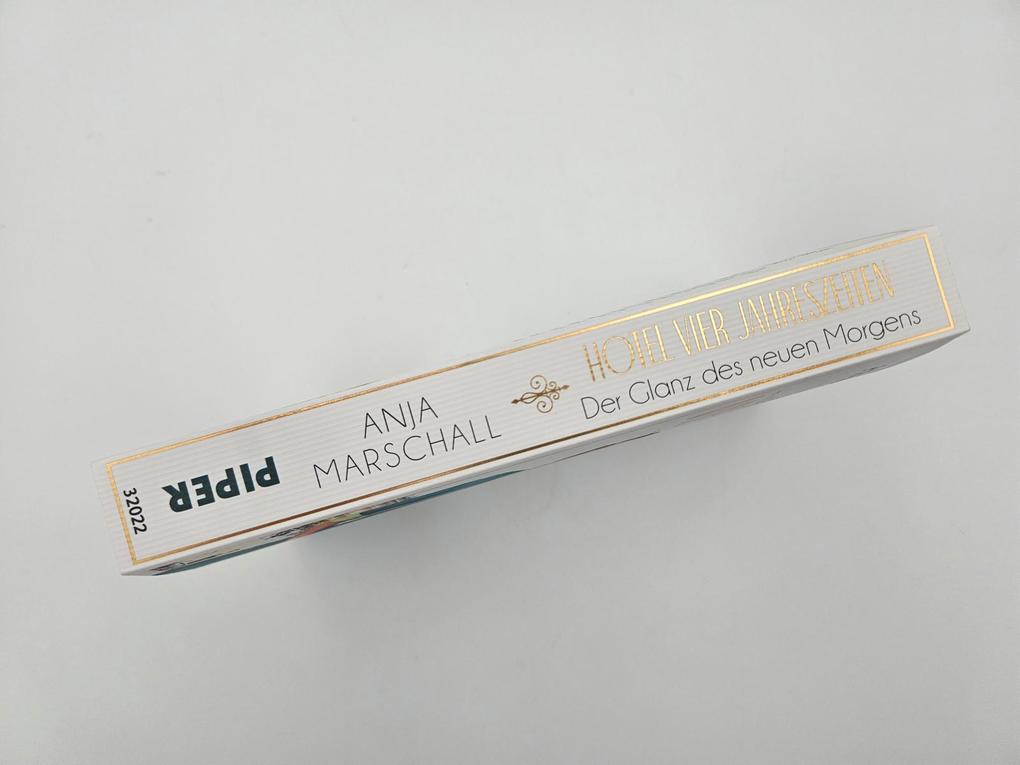 ANJA
MARSCHALL
HOTEL VIER JAHRESZEITEN
Der Glanz des neuen Morgens
PIPER
32022